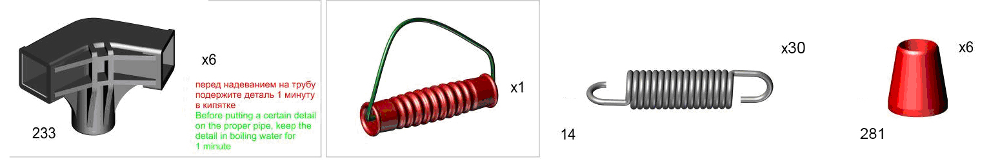 x6
перед надеванием на трубу
подержите деталь 1 минуту
в кипятке
Before putting a certain detail
on the proper pipe, keep the
detail in boiling water for
1 minute
233
x1
x30
14
x6
281